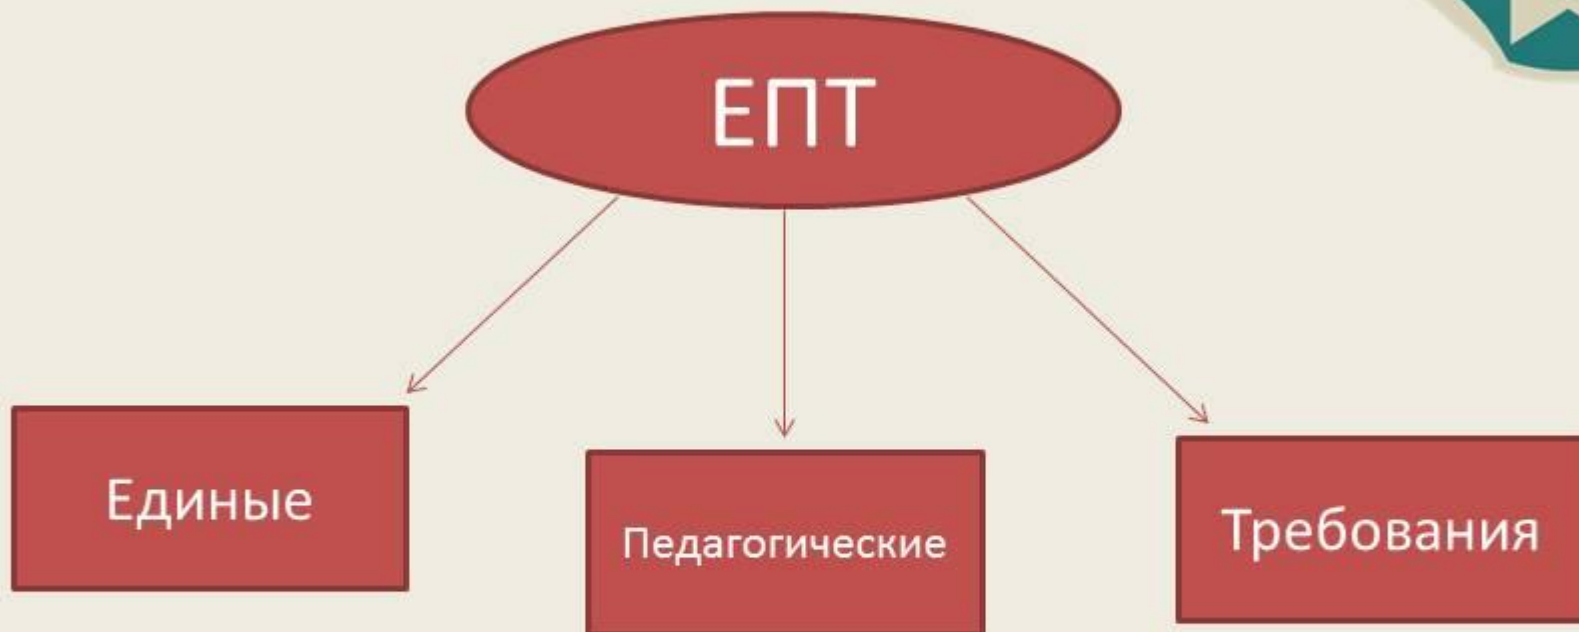 ЕПТ
Единые
Педагогические
Требования